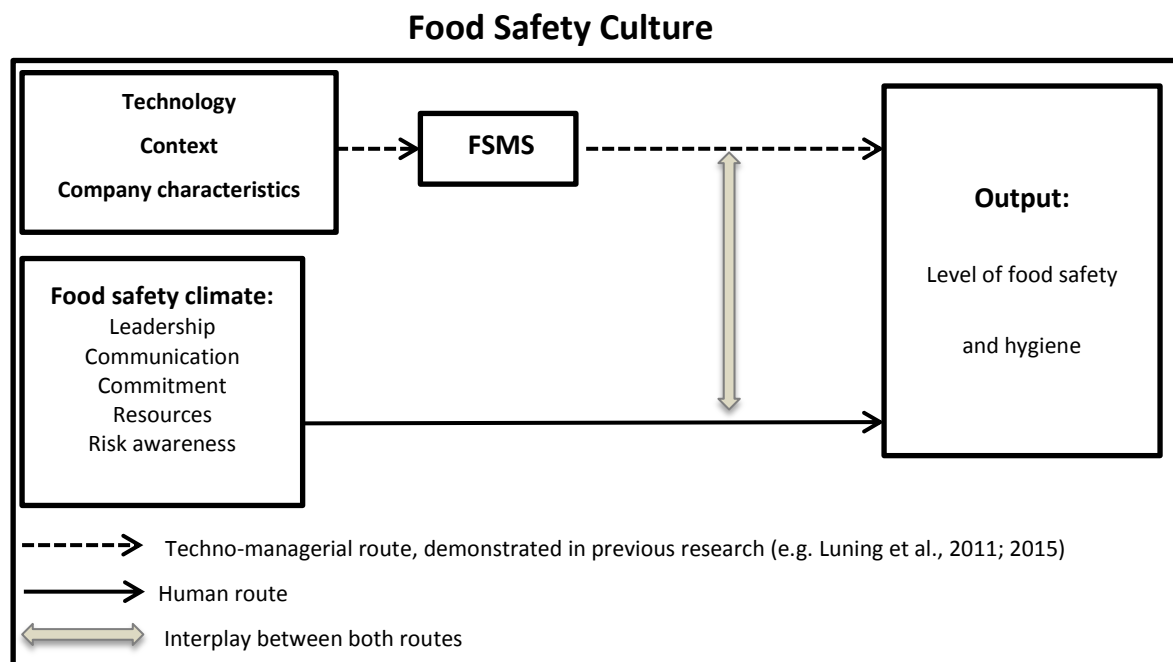 Food Safety Culture
Technology
Context
Company characteristics
FSMS
Output:
Level of food safety
and hygiene
Food safety climate:
Leadership
Communication
Commitment
Resources
Risk awareness
Techno-managerial route, demonstrated in previous research (e.g. Luning et al., 2011; 2015)
Human route
Interplay between both routes